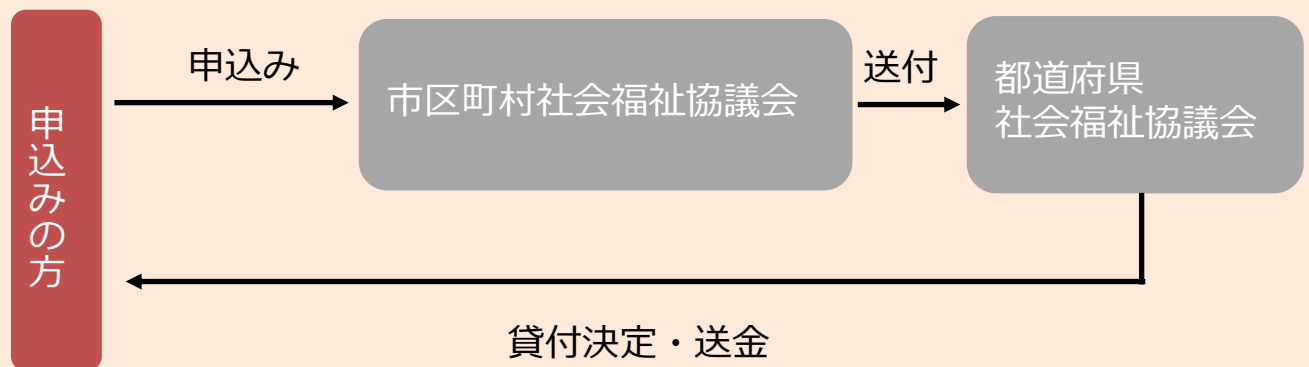 申込みの方
申込み
市区町村社会福祉協議会
送付
都道府県
社会福祉協議会
貸付決定・送金